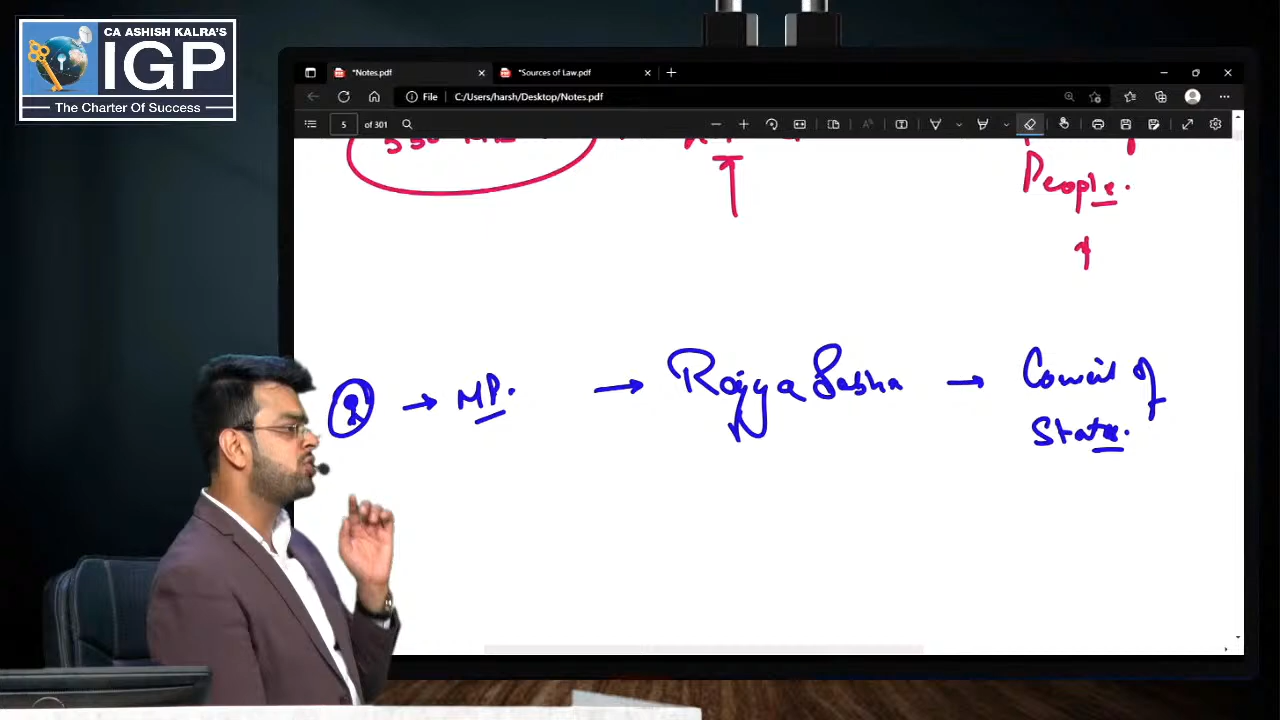 CA ASHISH KALRA'S
IGP
The Charter Of Success
*Notes.pdf
*Sources of Law.pdf
File
C:/Users/harsh/Desktop/Notes.pdf
5
of 301
People.
2 → MP. → Rajya Sabha → Council of
States.